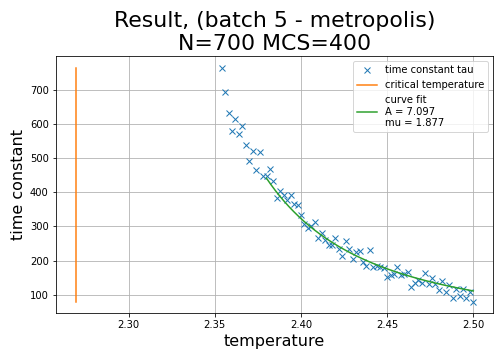 Result, (batch 5 - metropolis)
N=700 MCS=400
time constant tau
critical temperature
curve fit
A = 7.097
mu = 1.877
time constant
700
600
500
400
300
200
100
2.30
2.35
2.40
2.45
2.50
temperature